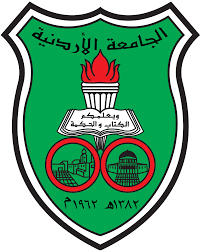 الجامعة الأردنية
ويعلمكم
الكتاب والحكمة
١٣٨٢هـ ١٩٦٢م